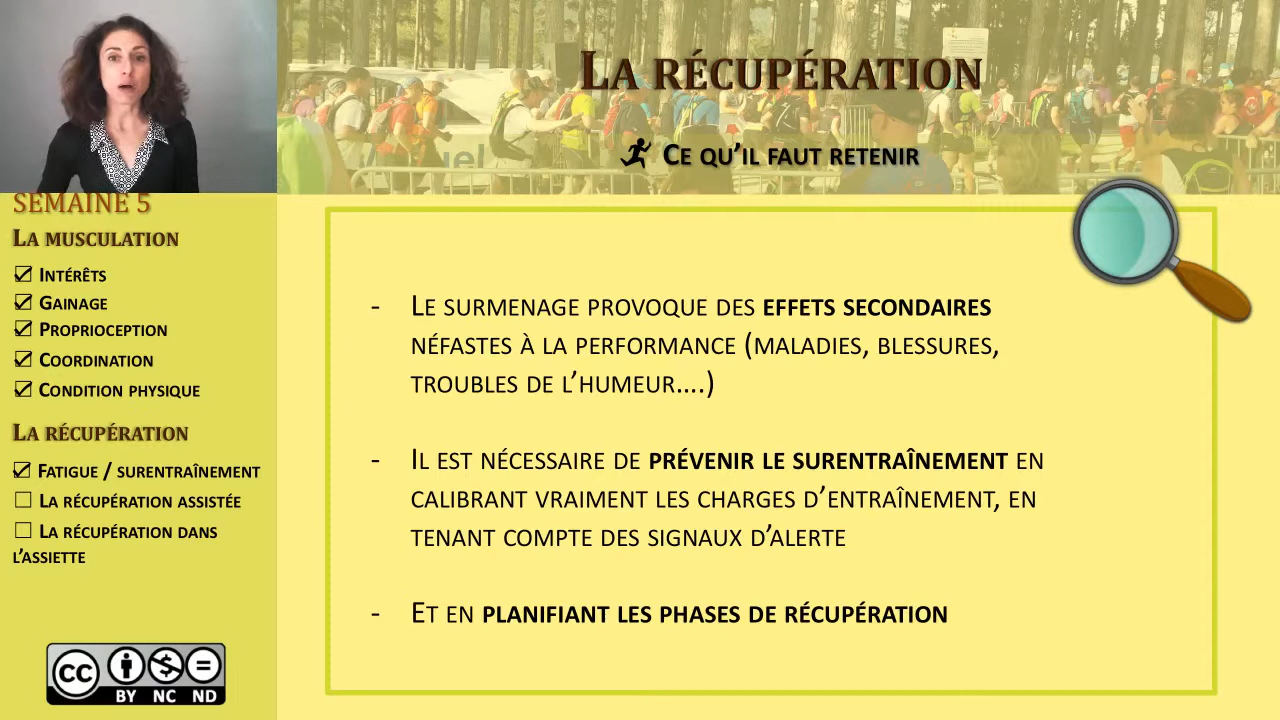 La récupération
Ce qu'il faut retenir
SEMAINE 5
La musculation
☑ Intérêts
☑ Gainage
☑ Proprioception
☑ Coordination
☑ Condition physique
La récupération
☑ Fatigue / surentraînement
☐ La récupération assistée
☐ La récupération dans
l'assiette
- Le surmenage provoque des effets secondaires
néfastes à la performance (maladies, blessures,
troubles de l'humeur....)
- Il est nécessaire de prévenir le surentraînement en
calibrant vraiment les charges d'entraînement, en
tenant compte des signaux d'alerte
- Et en planifiant les phases de récupération
CC
BY NC ND